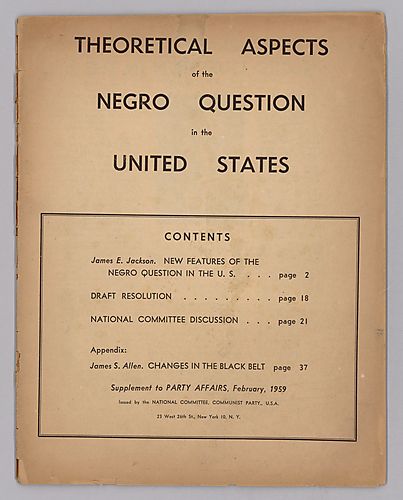 THEORETICAL ASPECTS
of the
NEGRO QUESTION
in the
UNITED STATES
CONTENTS
James E. Jackson. NEW FEATURES OF THE
NEGRO QUESTION IN THE U. S. . . . page 2
DRAFT RESOLUTION . . . . . . . . . page 18
NATIONAL COMMITTEE DISCUSSION . . . page 21
Appendix:
James S. Allen. CHANGES IN THE BLACK BELT page 37
Supplement to PARTY AFFAIRS, February, 1959
Issued by the NATIONAL COMMITTEE, COMMUNIST PARTY, U.S.A.
23 West 26th St., New York 10, N. Y.